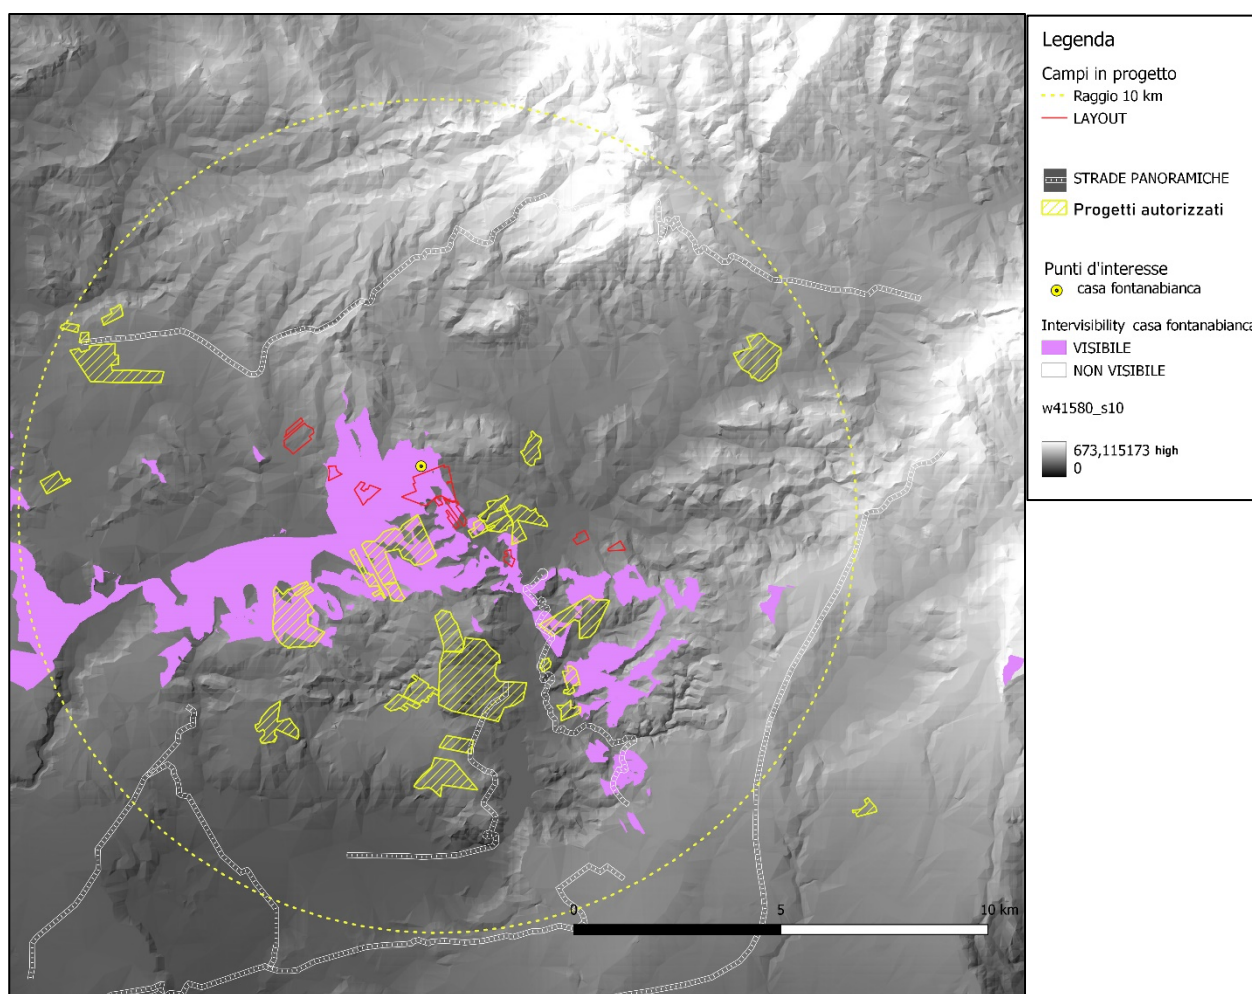 Legenda
Campi in progetto
Raggio 10 km
LAYOUT
STRADE PANORAMICHE
Progetti autorizzati
Punti d'interesse
casa fontanabianca
Intervisibility casa fontanabianca
VISIBILE
NON VISIBILE
w41580_s10
673,115173 high
0
0 5 10 km